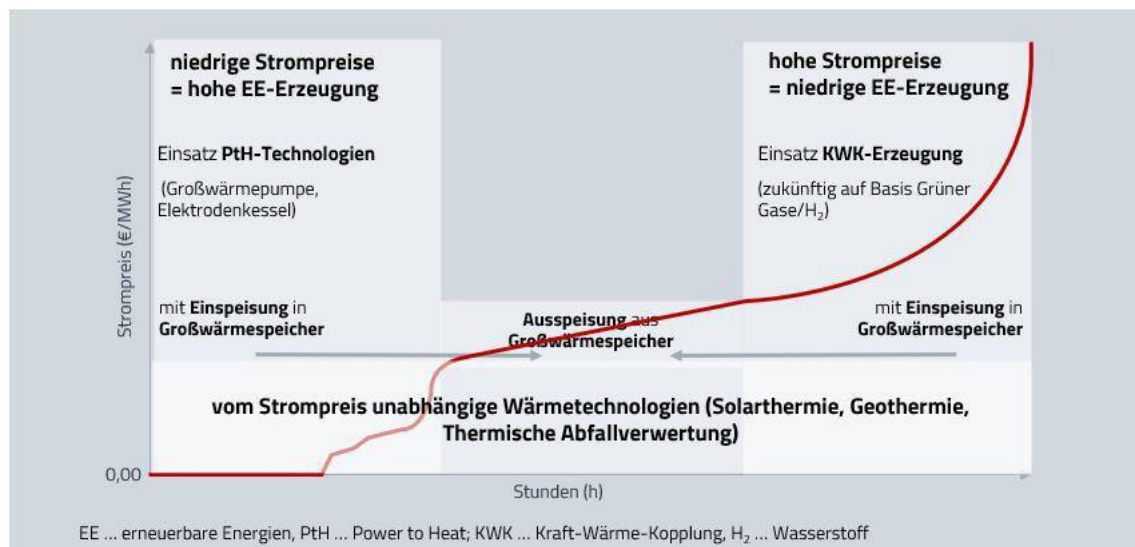 niedrige Strompreise
= hohe EE-Erzeugung
Einsatz PtH-Technologien
(Großwärmepumpe,
Elektrodenkessel)
mit Einspeisung in
Großwärmespeicher
hohe Strompreise
= niedrige EE-Erzeugung
Einsatz KWK-Erzeugung
(zukünftig auf Basis Grüner
Gase/H₂)
mit Einspeisung in
Großwärmespeicher
Ausspeisung aus
Großwärmespeicher
vom Strompreis unabhängige Wärmetechnologien (Solarthermie, Geothermie,
Thermische Abfallverwertung)
Strompreis (€/MWh)
0,00
Stunden (h)
EE ... erneuerbare Energien, PtH ... Power to Heat; KWK ... Kraft-Wärme-Kopplung, H₂ ... Wasserstoff